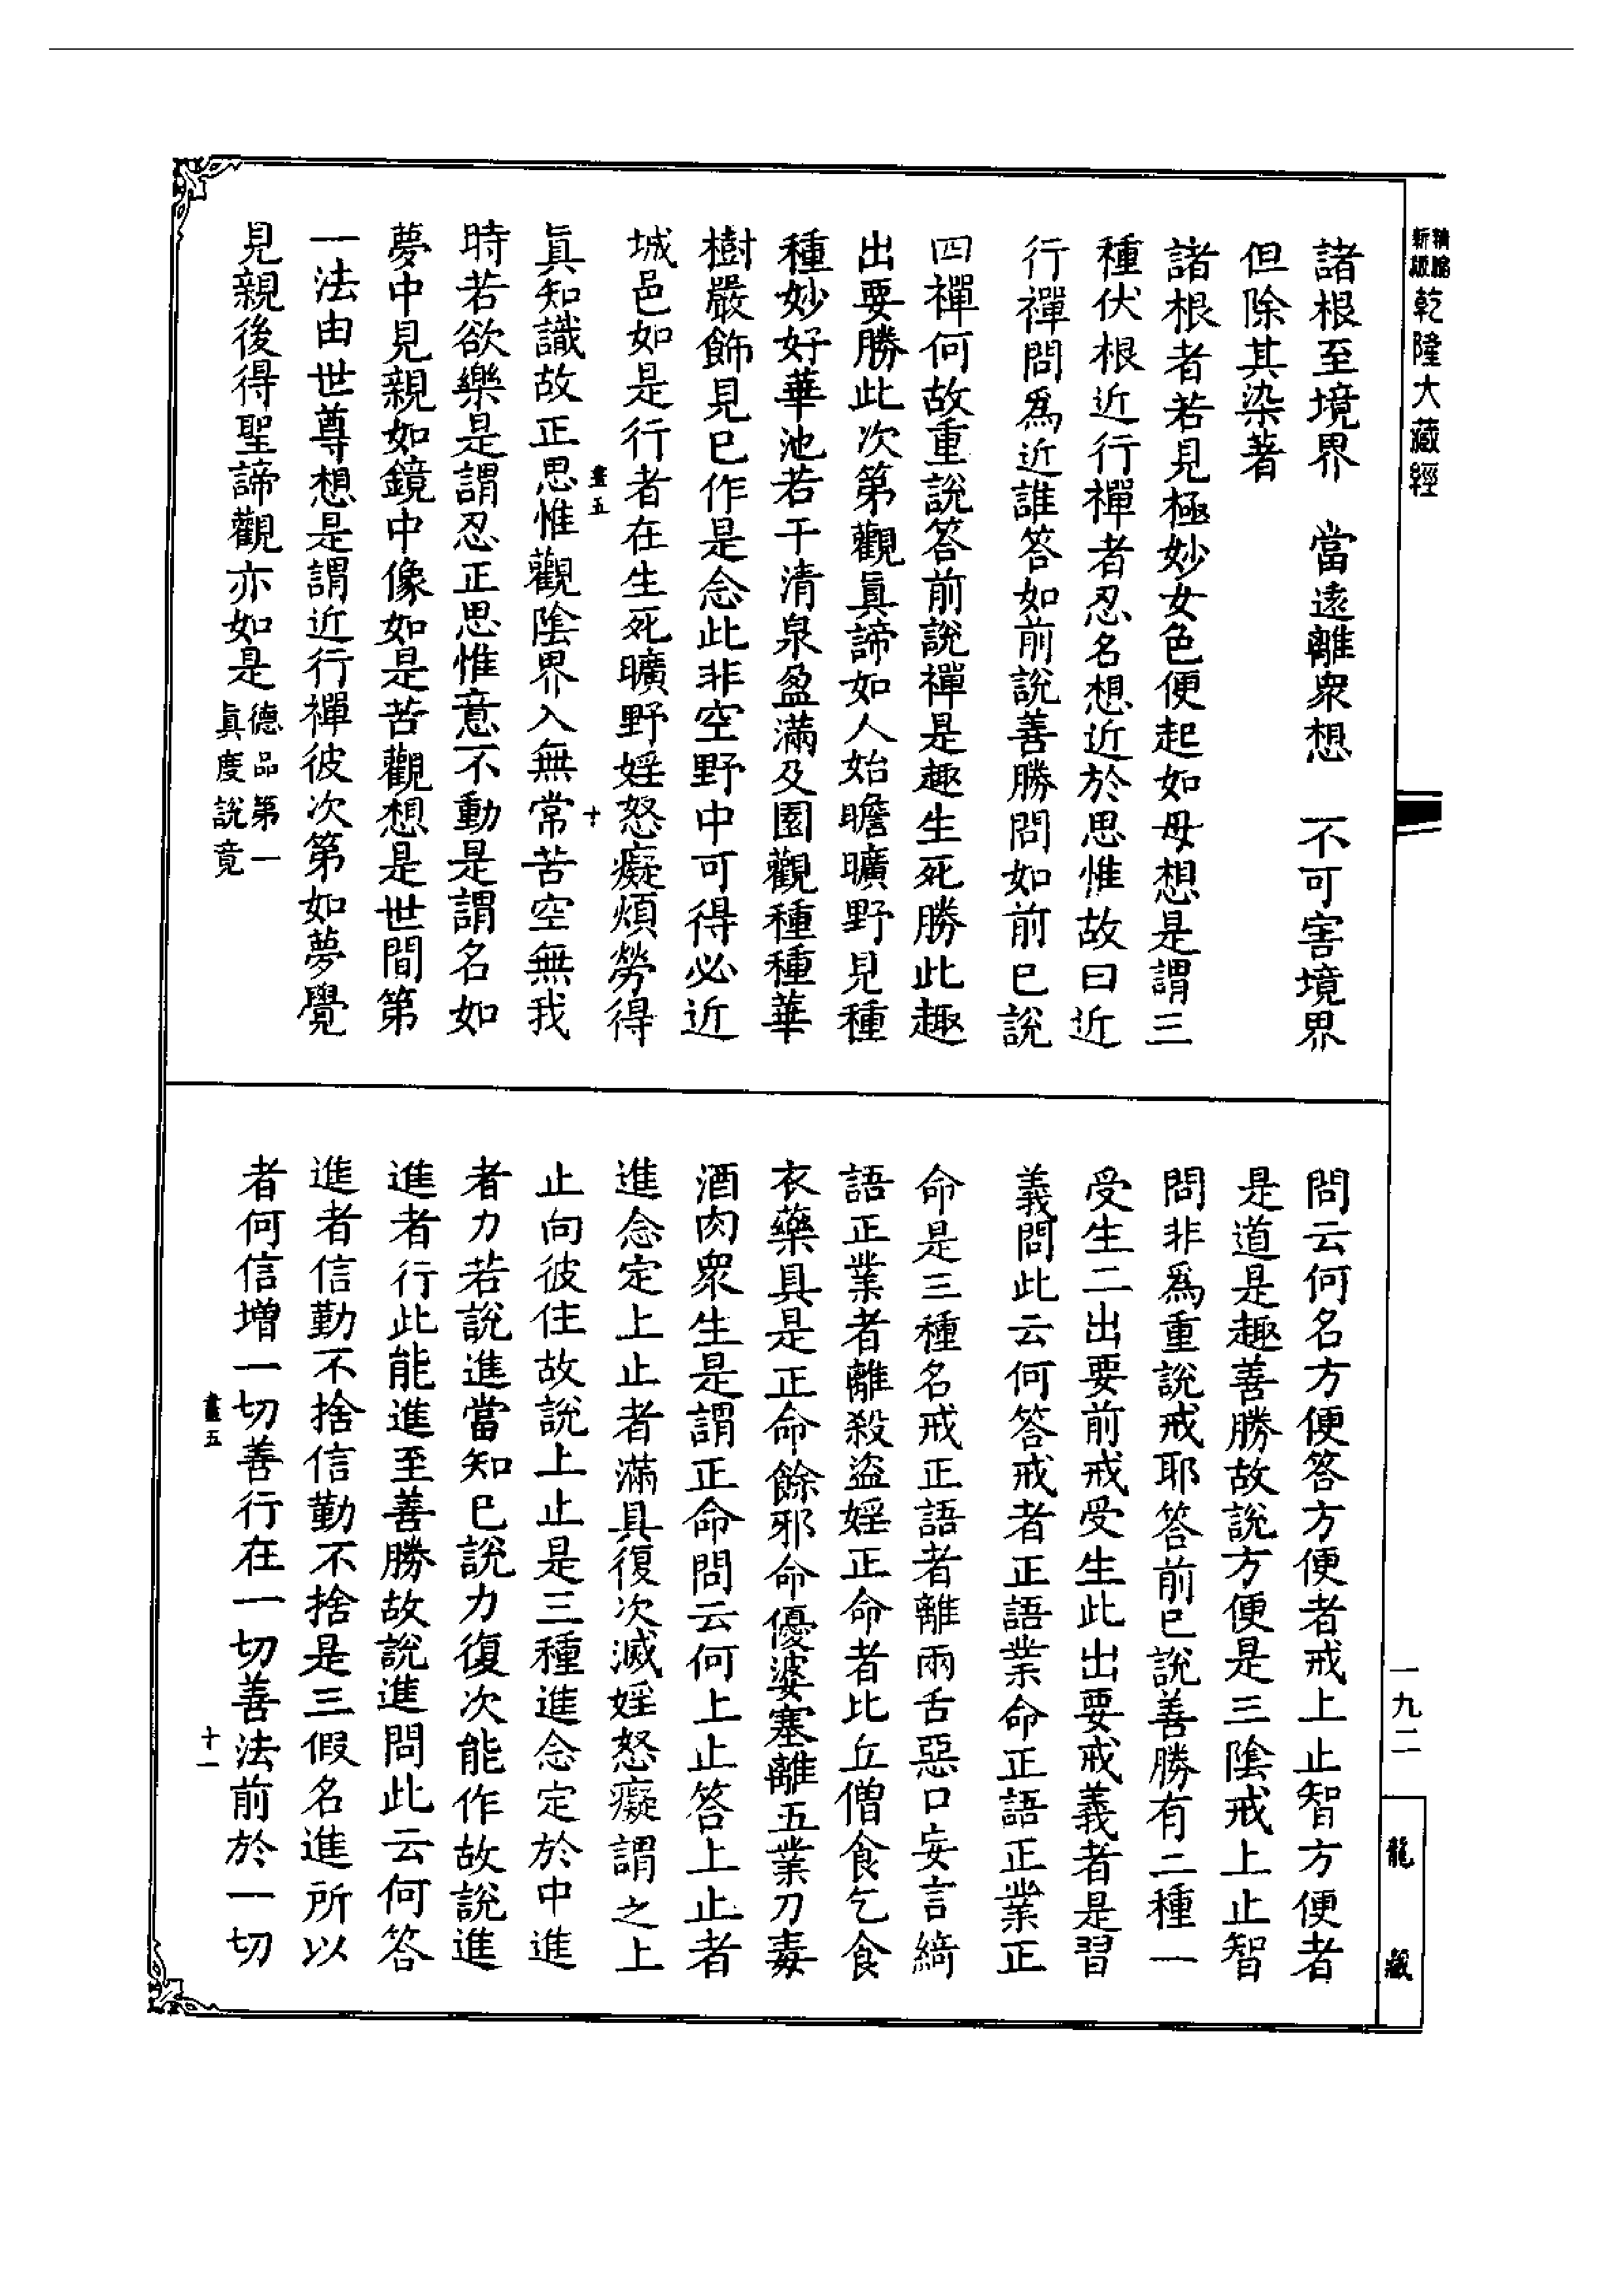 精縮新版乾隆大藏經
諸根至境界　當遠離衆想　不可害境界
但除其染著
諸根者若見極妙女色便起如母想是謂三
種伏根近行禪者忍名想近於思惟故曰近
行禪問爲近誰答如前說善勝問如前已說
四禪何故重說答前說禪是趣生死勝此趣
出要勝此次第觀眞諦如人始瞻曠野見種
種妙好華池若干清泉盈滿及園觀種種華
樹嚴飾見已作是念此非空野中可得必近
城邑如是行者在生死曠野婬怒癡煩勞得
畫五
十
眞知識故正思惟觀陰界入無常苦空無我
時若欲樂是謂忍正思惟意不動是謂名如
夢中見親如鏡中像如是苦觀想是世間第
一法由世尊想是謂近行禪彼次第如夢覺
見親後得聖諦觀亦如是德品第一眞度說竟
問云何名方便答方便者戒上止智方便者
是道是趣善勝故說方便是三陰戒上止智
問非爲重說戒耶答前已說善勝有二種一
受生二出要前戒受生此出要戒義者是習
義問此云何答戒者正語業命正語正業正
命是三種名戒正語者離兩舌惡口妄言綺
語正業者離殺盜婬正命者比丘僧食乞食
衣藥具是正命餘邪命優婆塞離五業刀毒
酒肉衆生是謂正命問云何上止答上止者
進念定上止者滿具復次滅婬怒癡謂之上
止向彼住故說上止是三種進念定於中進
者力若說進當知已說力復次能作故說進
進者行此能進至善勝故說進問此云何答
進者信勤不捨信勤不捨是三假名進所以
者何信增一切善行在一切善法前於一切
畫五
十一
一九二
龍藏